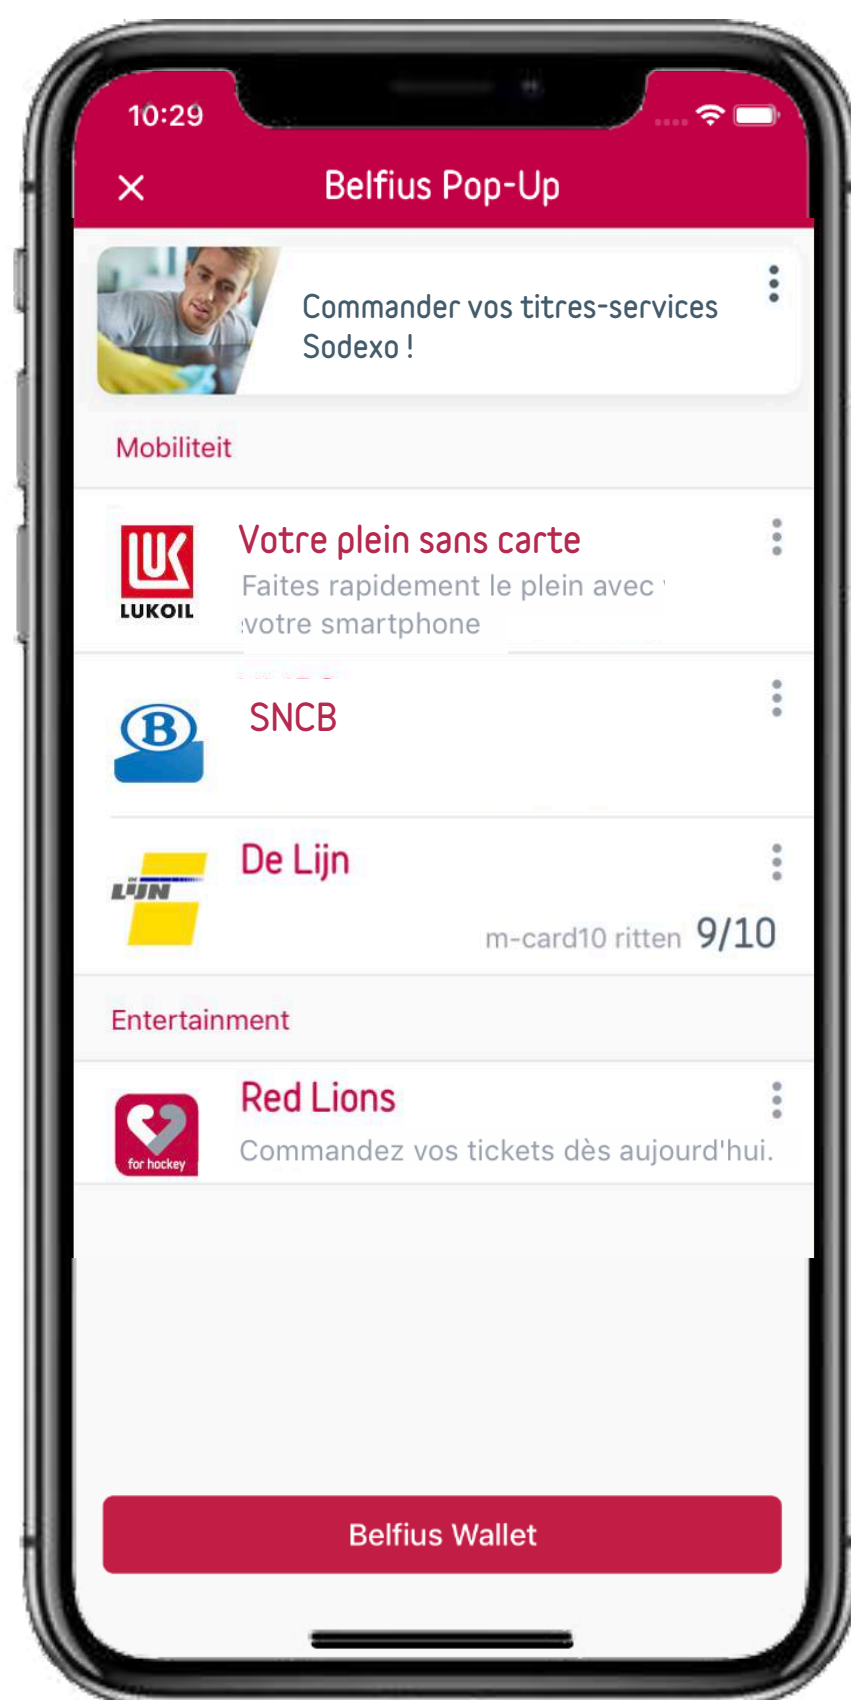 10:29
Belfius Pop-Up
Commander vos titres-services
Sodexo !
Mobiliteit
LUK
LUKOIL
Votre plein sans carte
Faites rapidement le plein avec
votre smartphone
B
SNCB
DE
LIJN
De Lijn
m-card10 ritten 9/10
Entertainment
for hockey
Red Lions
Commandez vos tickets dès aujourd'hui.
Belfius Wallet